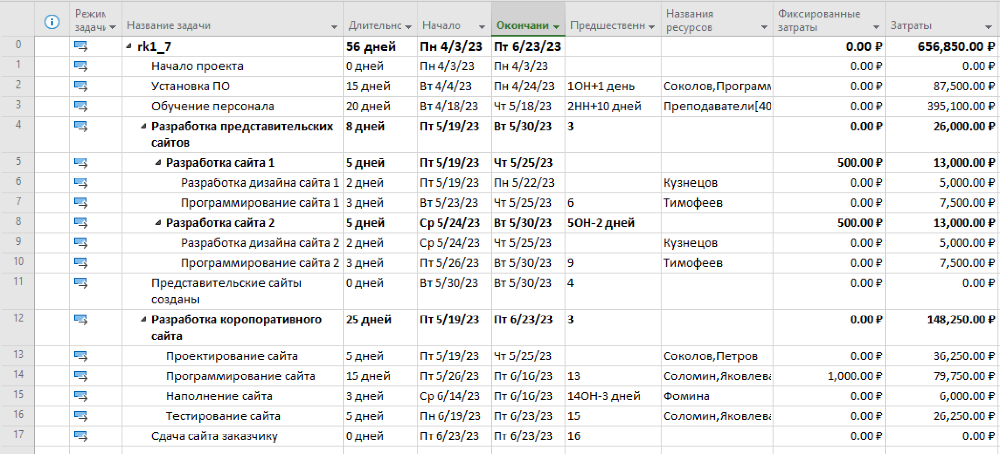 Режим задачи Название задачи Длительнс Начало Окончани Предшественн Названия ресурсов Фиксированные затраты Затраты
0 rk1_7 56 дней Пн 4/3/23 Пт 6/23/23 0.00 ₽ 656,850.00 ₽
1 Начало проекта 0 дней Пн 4/3/23 Пн 4/3/23 0.00 ₽ 0.00 ₽
2 Установка ПО 15 дней Вт 4/4/23 Пн 4/24/23 1ОН+1 день Соколов,Программ 0.00 ₽ 87,500.00 ₽
3 Обучение персонала 20 дней Вт 4/18/23 Чт 5/18/23 2НН+10 дней Преподаватели[40 0.00 ₽ 395,100.00 ₽
4 Разработка представительских сайтов 8 дней Пт 5/19/23 Вт 5/30/23 3 0.00 ₽ 26,000.00 ₽
5 Разработка сайта 1 5 дней Пт 5/19/23 Чт 5/25/23 500.00 ₽ 13,000.00 ₽
6 Разработка дизайна сайта 1 2 дней Пт 5/19/23 Пн 5/22/23 Кузнецов 0.00 ₽ 5,000.00 ₽
7 Программирование сайта 1 3 дней Вт 5/23/23 Чт 5/25/23 6 Тимофеев 0.00 ₽ 7,500.00 ₽
8 Разработка сайта 2 5 дней Ср 5/24/23 Вт 5/30/23 5ОН-2 дней 500.00 ₽ 13,000.00 ₽
9 Разработка дизайна сайта 2 2 дней Ср 5/24/23 Чт 5/25/23 Кузнецов 0.00 ₽ 5,000.00 ₽
10 Программирование сайта 2 3 дней Пт 5/26/23 Вт 5/30/23 9 Тимофеев 0.00 ₽ 7,500.00 ₽
11 Представительские сайты созданы 0 дней Вт 5/30/23 Вт 5/30/23 4 0.00 ₽ 0.00 ₽
12 Разработка коропоративного сайта 25 дней Пт 5/19/23 Пт 6/23/23 3 0.00 ₽ 148,250.00 ₽
13 Проектирование сайта 5 дней Пт 5/19/23 Чт 5/25/23 Соколов,Петров 0.00 ₽ 36,250.00 ₽
14 Программирование сайта 15 дней Пт 5/26/23 Пт 6/16/23 13 Соломин,Яковлева 1,000.00 ₽ 79,750.00 ₽
15 Наполнение сайта 3 дней Ср 6/14/23 Пт 6/16/23 14ОН-3 дней Фомина 0.00 ₽ 6,000.00 ₽
16 Тестирование сайта 5 дней Пн 6/19/23 Пт 6/23/23 15 Соломин,Яковлева 0.00 ₽ 26,250.00 ₽
17 Сдача сайта заказчику 0 дней Пт 6/23/23 Пт 6/23/23 16 0.00 ₽ 0.00 ₽